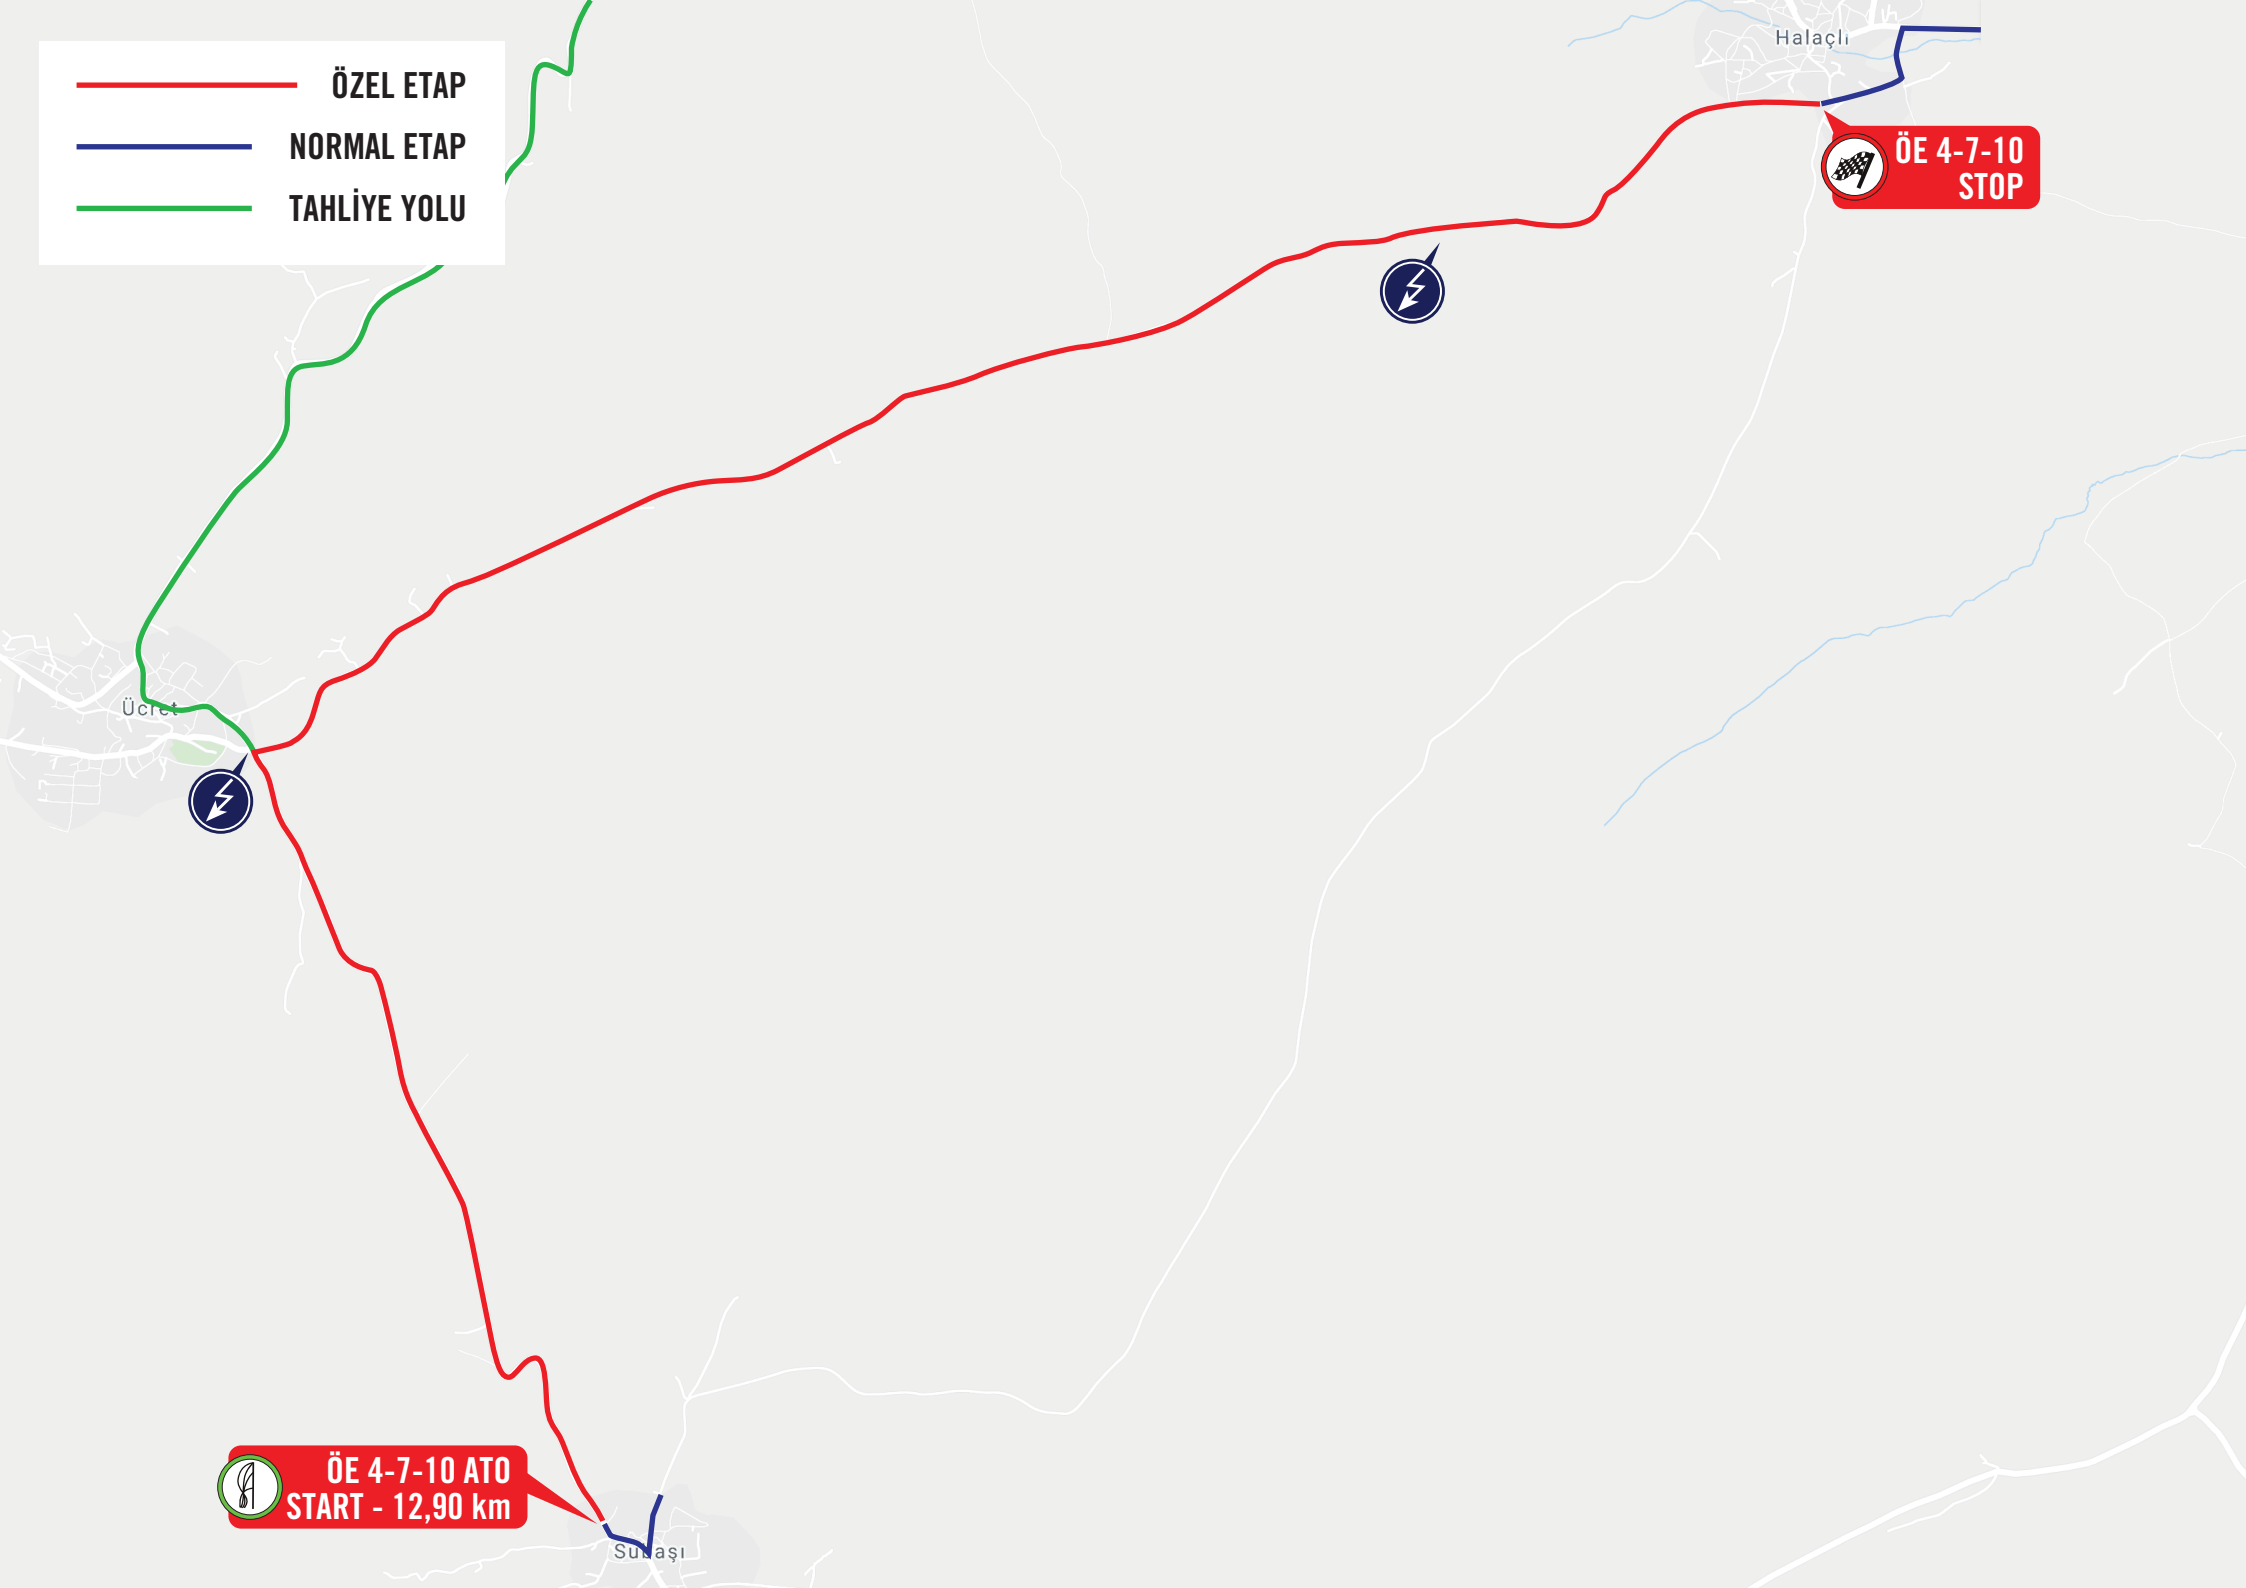 ÖZEL ETAP
NORMAL ETAP
TAHLİYE YOLU
Halaçlı
ÖE 4-7-10
STOP
Ücret
ÖE 4-7-10 ATO
START - 12,90 km
Subaşı